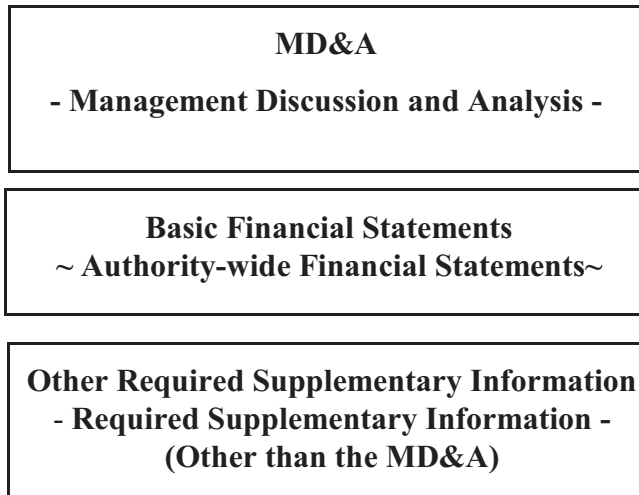 MD&A
- Management Discussion and Analysis -
Basic Financial Statements
~ Authority-wide Financial Statements~
Other Required Supplementary Information
- Required Supplementary Information -
(Other than the MD&A)